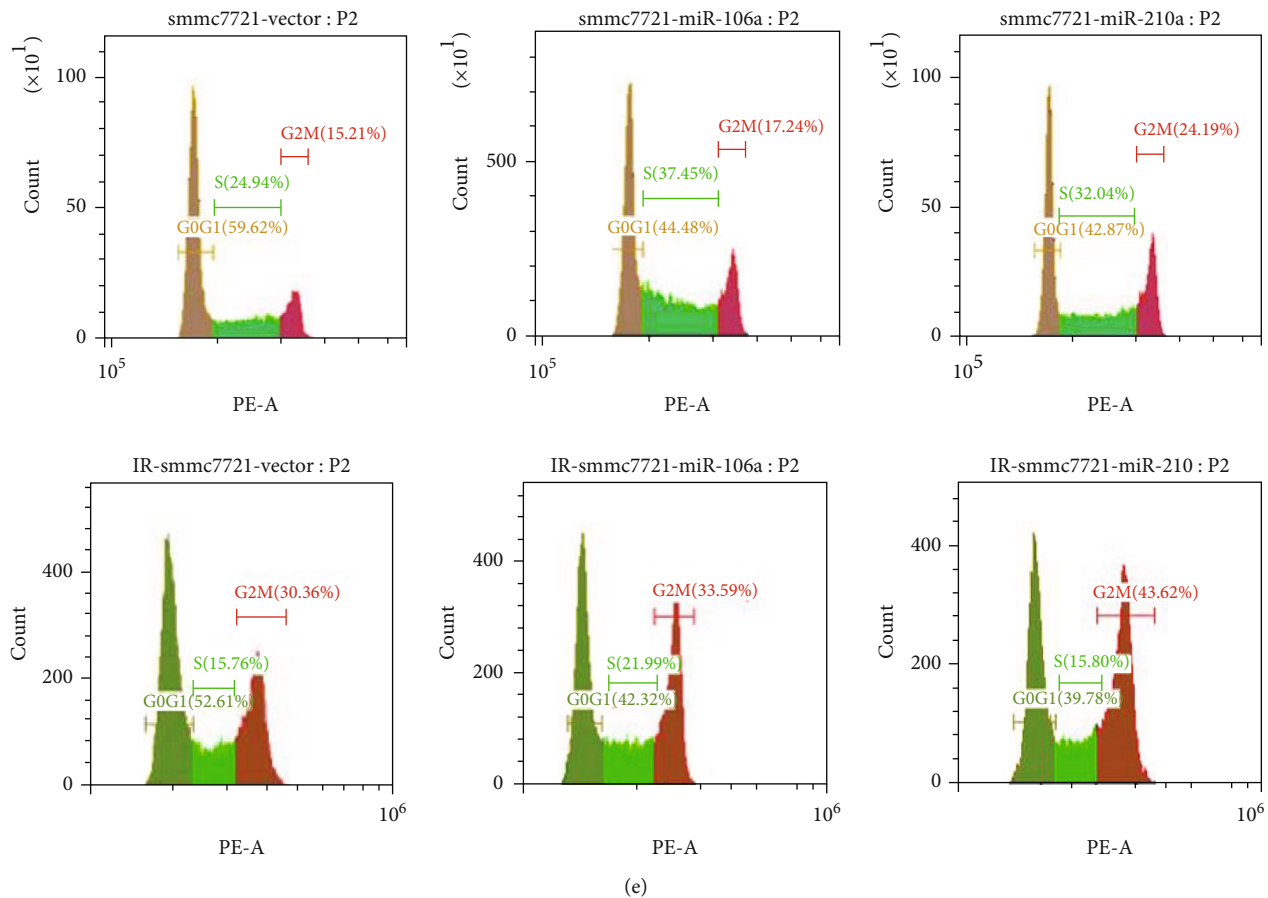 smmc7721-vector : P2
(×10¹)
100
50
0
Count
G2M(15.21%)
S(24.94%)
G0G1(59.62%)
10⁵
PE-A
smmc7721-miR-106a : P2
(×10¹)
500
0
Count
G2M(17.24%)
S(37.45%)
G0G1(44.48%)
10⁵
PE-A
smmc7721-miR-210a : P2
(×10¹)
100
50
0
Count
G2M(24.19%)
S(32.04%)
G0G1(42.87%)
10⁵
PE-A
IR-smmc7721-vector : P2
400
200
0
Count
G2M(30.36%)
S(15.76%)
G0G1(52.61%)
10⁶
PE-A
IR-smmc7721-miR-106a : P2
400
200
0
Count
G2M(33.59%)
S(21.99%)
G0G1(42.32%)
10⁶
PE-A
IR-smmc7721-miR-210 : P2
400
200
0
Count
G2M(43.62%)
S(15.80%)
G0G1(39.78%)
10⁶
PE-A
(e)